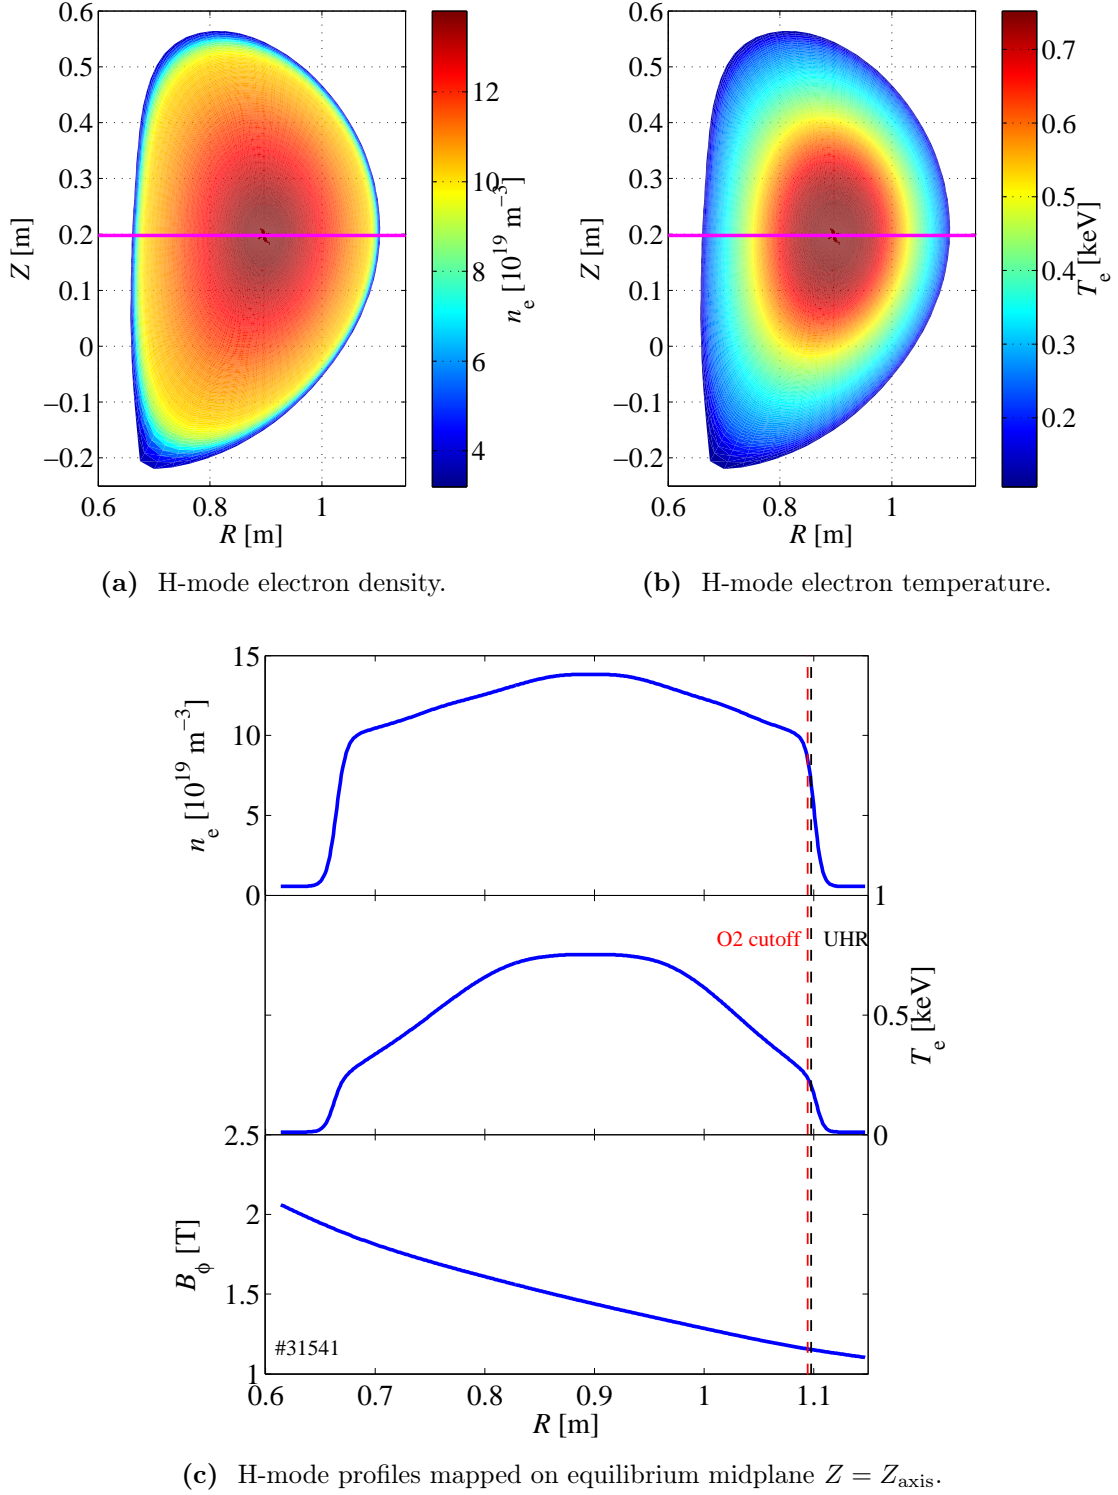 0.6
0.5
0.4
0.3
0.2
0.1
0
−0.1
−0.2
Z [m]
0.6 0.8 1
R [m]
12
10
8
6
4
n_e [10^19 m^−3]
0.6
0.5
0.4
0.3
0.2
0.1
0
−0.1
−0.2
Z [m]
0.6 0.8 1
R [m]
0.7
0.6
0.5
0.4
0.3
0.2
T_e [keV]
(a) H-mode electron density.
(b) H-mode electron temperature.
15
10
5
0
n_e [10^19 m^−3]
1
0.5
0
T_e [keV]
O2 cutoff
UHR
2.5
2
1.5
1
B_ϕ [T]
#31541
0.6 0.7 0.8 0.9 1 1.1
R [m]
(c) H-mode profiles mapped on equilibrium midplane Z = Z_axis.